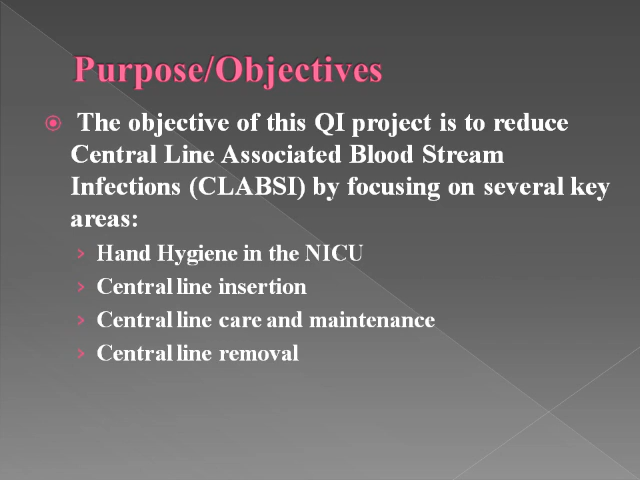 Purpose/Objectives
The objective of this QI project is to reduce
Central Line Associated Blood Stream
Infections (CLABSI) by focusing on several key
areas:
Hand Hygiene in the NICU
Central line insertion
Central line care and maintenance
Central line removal